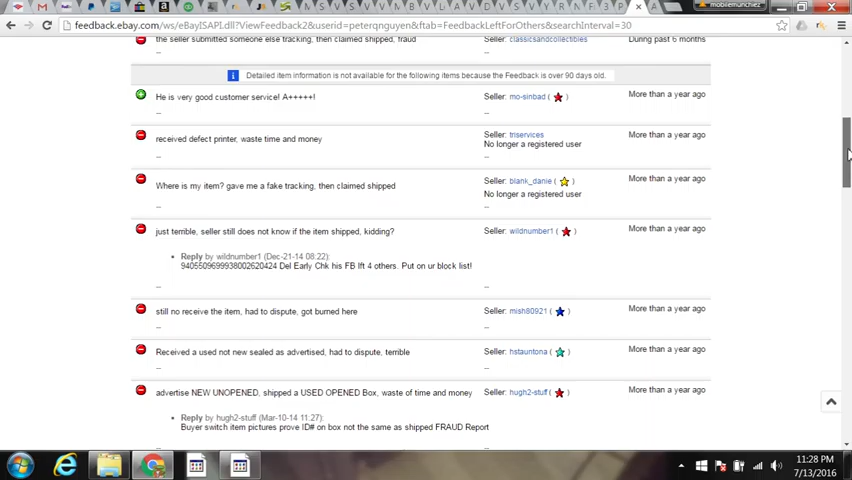 mobilemunchiez
feedback.ebay.com/ws/eBayISAPI.dll?ViewFeedback2&userid=peterqnguyen&ftab=FeedbackLeftForOthers&searchInterval=30
the seller submitted someone else tracking, then claimed shipped, fraud Seller: classicsandcollectibles During past 6 months
--
Detailed item information is not available for the following items because the Feedback is over 90 days old.
He is very good customer service! A+++++! Seller: mo-sinbad ( ) More than a year ago
-- --
received defect printer, waste time and money Seller: triservices More than a year ago
No longer a registered user
-- --
Where is my item? gave me a fake tracking, then claimed shipped Seller: blank_danie ( ) More than a year ago
No longer a registered user
-- --
just terrible, seller still does not know if the item shipped, kidding? Seller: wildnumber1 ( ) More than a year ago
Reply by wildnumber1 (Dec-21-14 08:22):
9405509699938002620424 Del Early Chk his FB lft 4 others. Put on ur block list!
-- --
still no receive the item, had to dispute, got burned here Seller: mish80921 ( ) More than a year ago
-- --
Received a used not new sealed as advertised, had to dispute, terrible Seller: hstauntona ( ) More than a year ago
-- --
advertise NEW UNOPENED, shipped a USED OPENED Box, waste of time and money Seller: hugh2-stuff ( ) More than a year ago
Reply by hugh2-stuff (Mar-10-14 11:27):
Buyer switch item pictures prove ID# on box not the same as shipped FRAUD Report
11:28 PM
7/13/2016